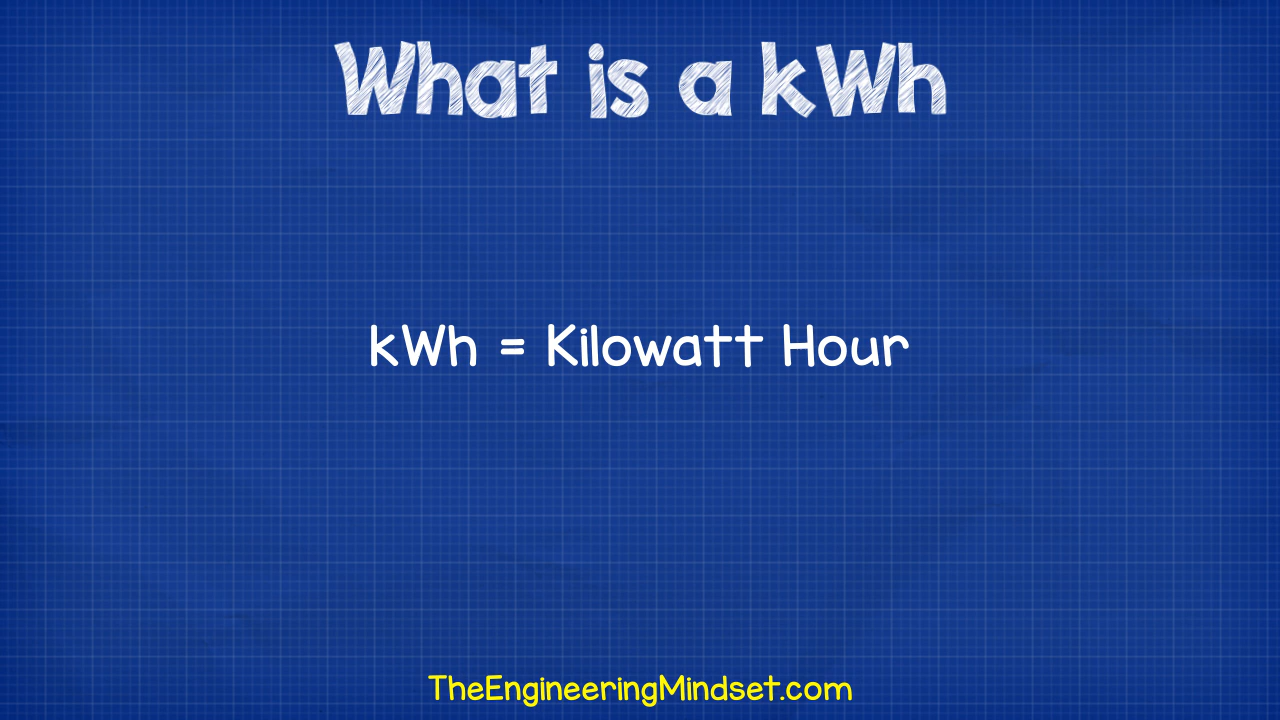 What is a kWh
kWh = Kilowatt Hour
TheEngineeringMindset.com